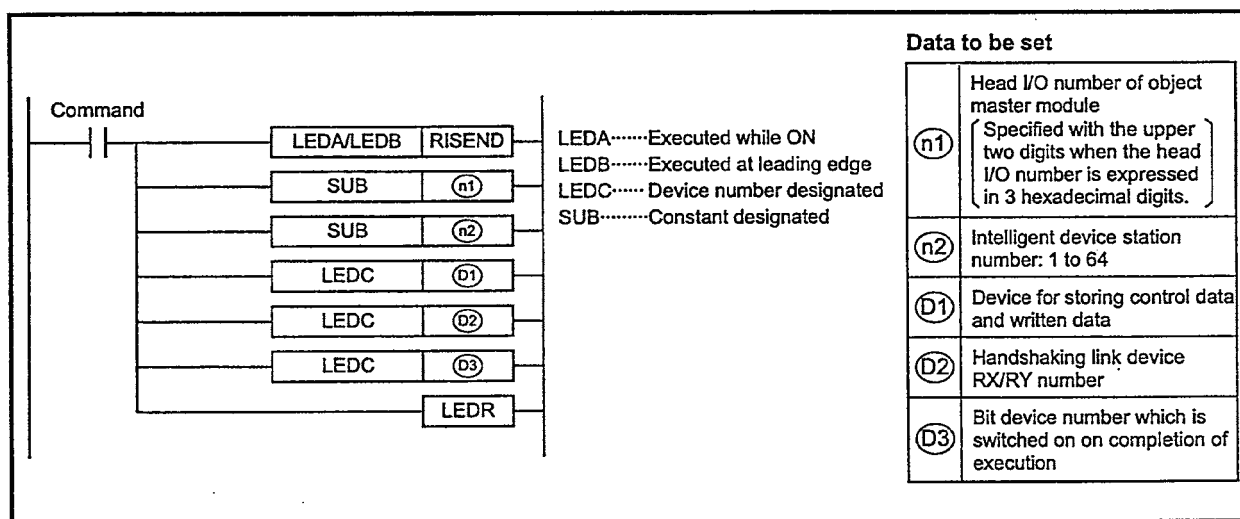 Command
LEDA/LEDB RISEND
SUB n1
SUB n2
LEDC D1
LEDC D2
LEDC D3
LEDR
LEDA·······Executed while ON
LEDB·······Executed at leading edge
LEDC······ Device number designated
SUB·········Constant designated
Data to be set
n1
Head I/O number of object
master module
Specified with the upper
two digits when the head
I/O number is expressed
in 3 hexadecimal digits.
n2
Intelligent device station
number: 1 to 64
D1
Device for storing control data
and written data
D2
Handshaking link device
RX/RY number
D3
Bit device number which is
switched on on completion of
execution